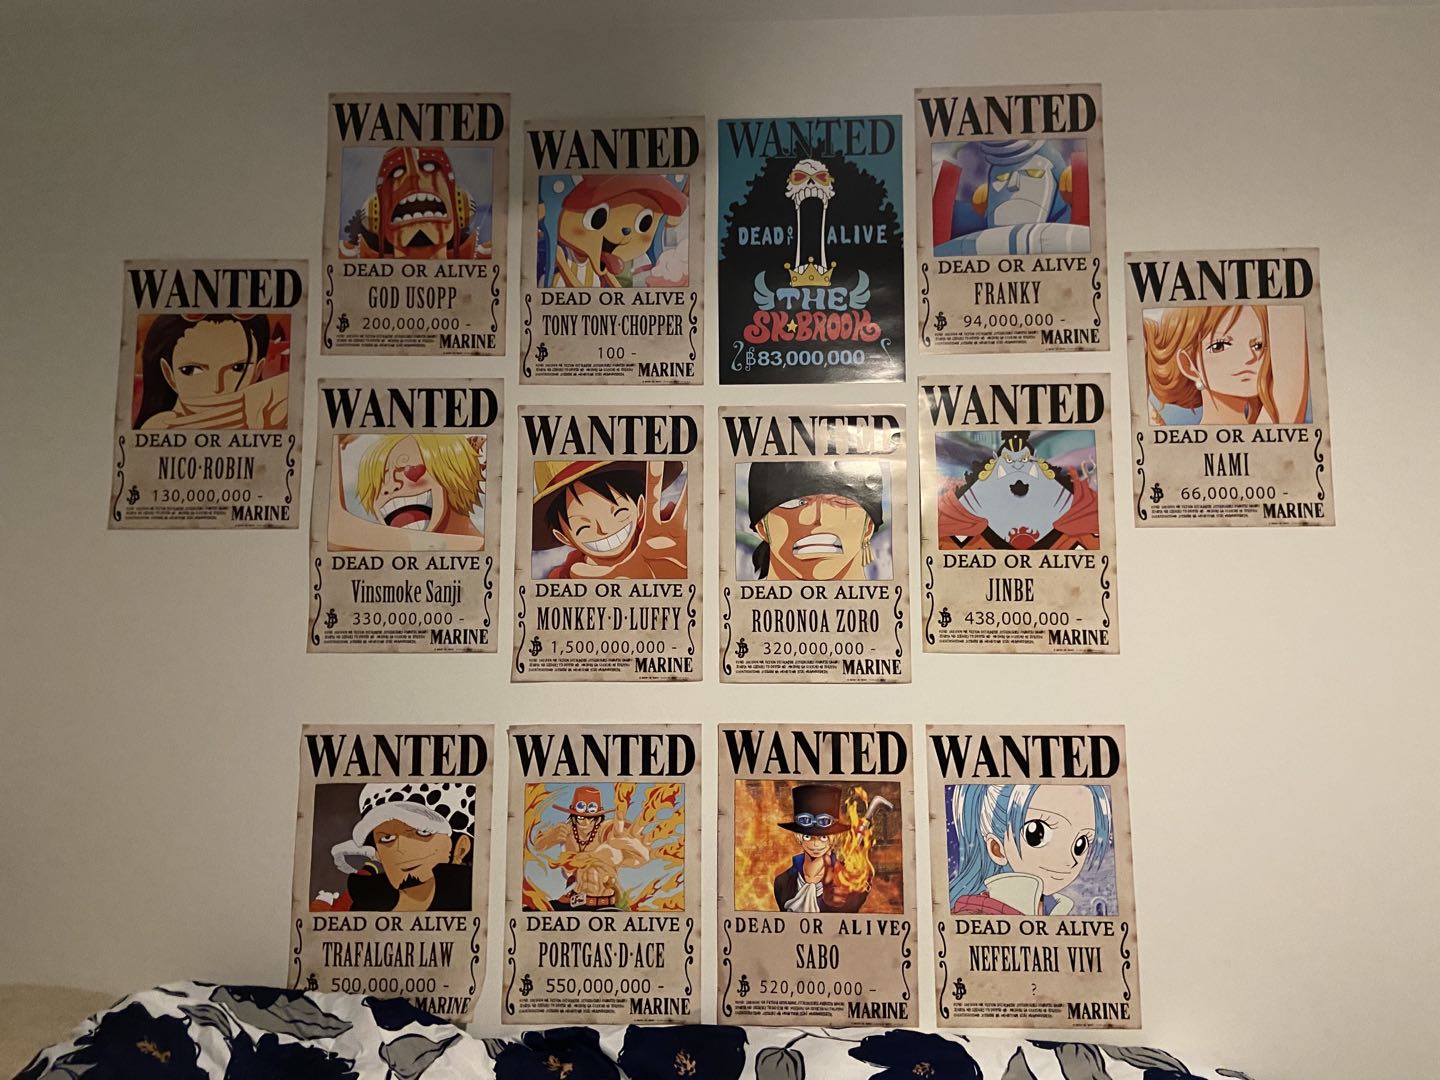 WANTED
DEAD OR ALIVE
GOD USOPP
200,000,000 -
MARINE
WANTED
DEAD OR ALIVE
TONY TONY·CHOPPER
100 -
MARINE
WANTED
DEAD OR ALIVE
THE
SK★BROOK
83,000,000
WANTED
DEAD OR ALIVE
FRANKY
94,000,000 -
MARINE
WANTED
DEAD OR ALIVE
NICO·ROBIN
130,000,000 -
MARINE
WANTED
DEAD OR ALIVE
NAMI
66,000,000 -
MARINE
WANTED
DEAD OR ALIVE
Vinsmoke Sanji
330,000,000 -
MARINE
WANTED
DEAD OR ALIVE
MONKEY·D·LUFFY
1,500,000,000 -
MARINE
WANTED
DEAD OR ALIVE
RORONOA ZORO
320,000,000 -
MARINE
WANTED
DEAD OR ALIVE
JINBE
438,000,000 -
MARINE
WANTED
DEAD OR ALIVE
TRAFALGAR LAW
500,000,000 -
MARINE
WANTED
DEAD OR ALIVE
PORTGAS·D·ACE
550,000,000 -
MARINE
WANTED
DEAD OR ALIVE
SABO
520,000,000 -
MARINE
WANTED
DEAD OR ALIVE
NEFELTARI VIVI
?
MARINE